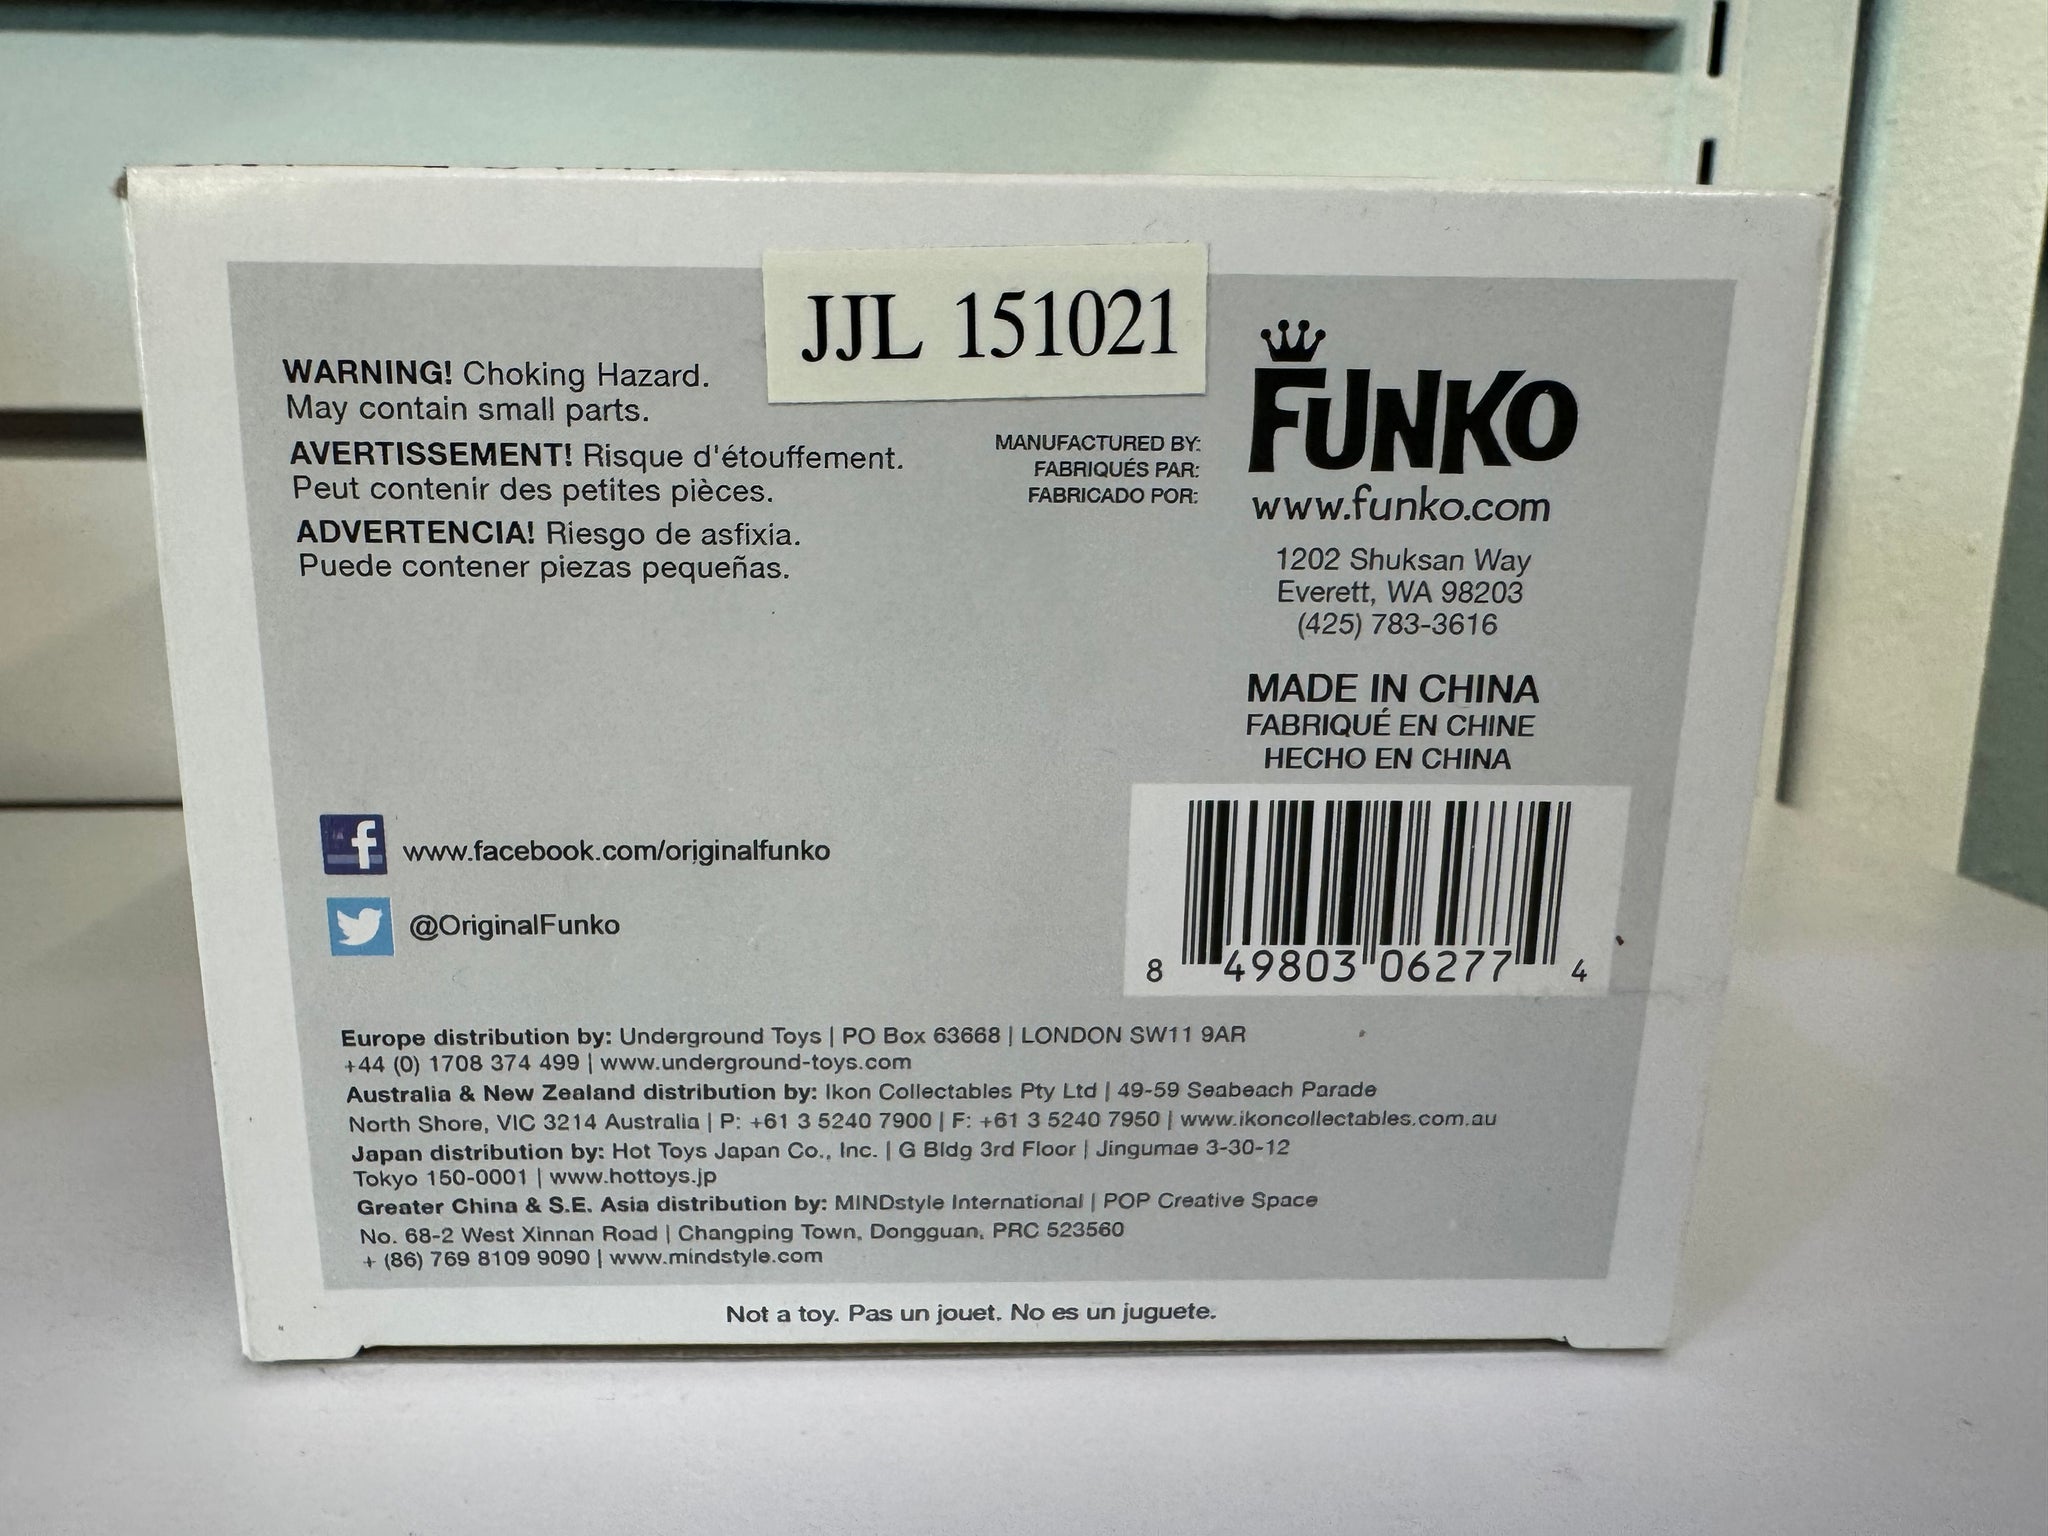 JJL 151021
WARNING! Choking Hazard.
May contain small parts.
AVERTISSEMENT! Risque d'étouffement.
Peut contenir des petites pièces.
ADVERTENCIA! Riesgo de asfixia.
Puede contener piezas pequeñas.
MANUFACTURED BY:
FABRIQUÉS PAR:
FABRICADO POR:
FUNKO
www.funko.com
1202 Shuksan Way
Everett, WA 98203
(425) 783-3616
MADE IN CHINA
FABRIQUÉ EN CHINE
HECHO EN CHINA
f www.facebook.com/originalfunko
@OriginalFunko
8 49803 06277 4
Europe distribution by: Underground Toys | PO Box 63668 | LONDON SW11 9AR
+44 (0) 1708 374 499 | www.underground-toys.com
Australia & New Zealand distribution by: Ikon Collectables Pty Ltd | 49-59 Seabeach Parade
North Shore, VIC 3214 Australia | P: +61 3 5240 7900 | F: +61 3 5240 7950 | www.ikoncollectables.com.au
Japan distribution by: Hot Toys Japan Co., Inc. | G Bldg 3rd Floor | Jingumae 3-30-12
Tokyo 150-0001 | www.hottoys.jp
Greater China & S.E. Asia distribution by: MINDstyle International | POP Creative Space
No. 68-2 West Xinnan Road | Changping Town, Dongguan, PRC 523560
+ (86) 769 8109 9090 | www.mindstyle.com
Not a toy. Pas un jouet. No es un juguete.